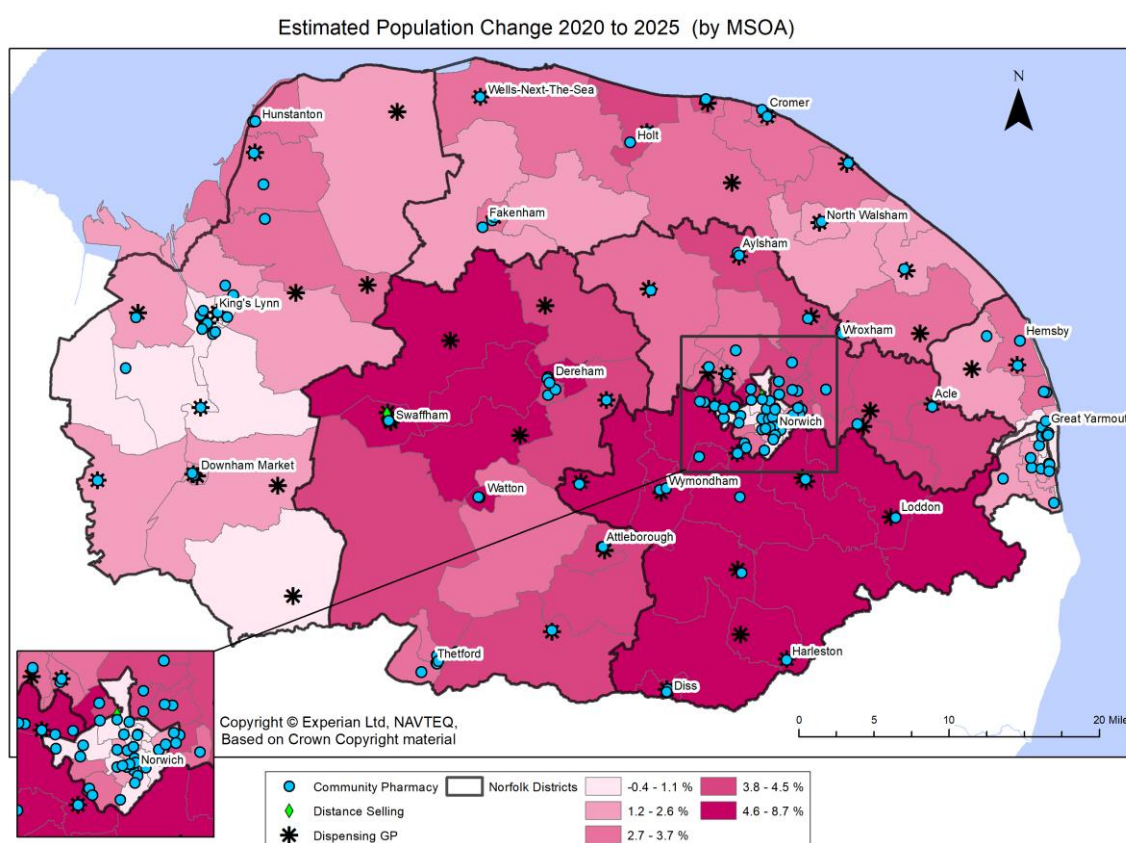 Estimated Population Change 2020 to 2025 (by MSOA)
N
Wells-Next-The-Sea
Cromer
Hunstanton
Holt
Fakenham
North Walsham
Aylsham
King's Lynn
Wroxham
Hemsby
Dereham
Acle
Swaffham
Norwich
Great Yarmout
Downham Market
Watton
Wymondham
Loddon
Attleborough
Thetford
Harleston
Diss
Copyright © Experian Ltd, NAVTEQ,
Based on Crown Copyright material
0 5 10 20 Mile
Norwich
Community Pharmacy
Distance Selling
Dispensing GP
Norfolk Districts
-0.4 - 1.1 %
1.2 - 2.6 %
2.7 - 3.7 %
3.8 - 4.5 %
4.6 - 8.7 %